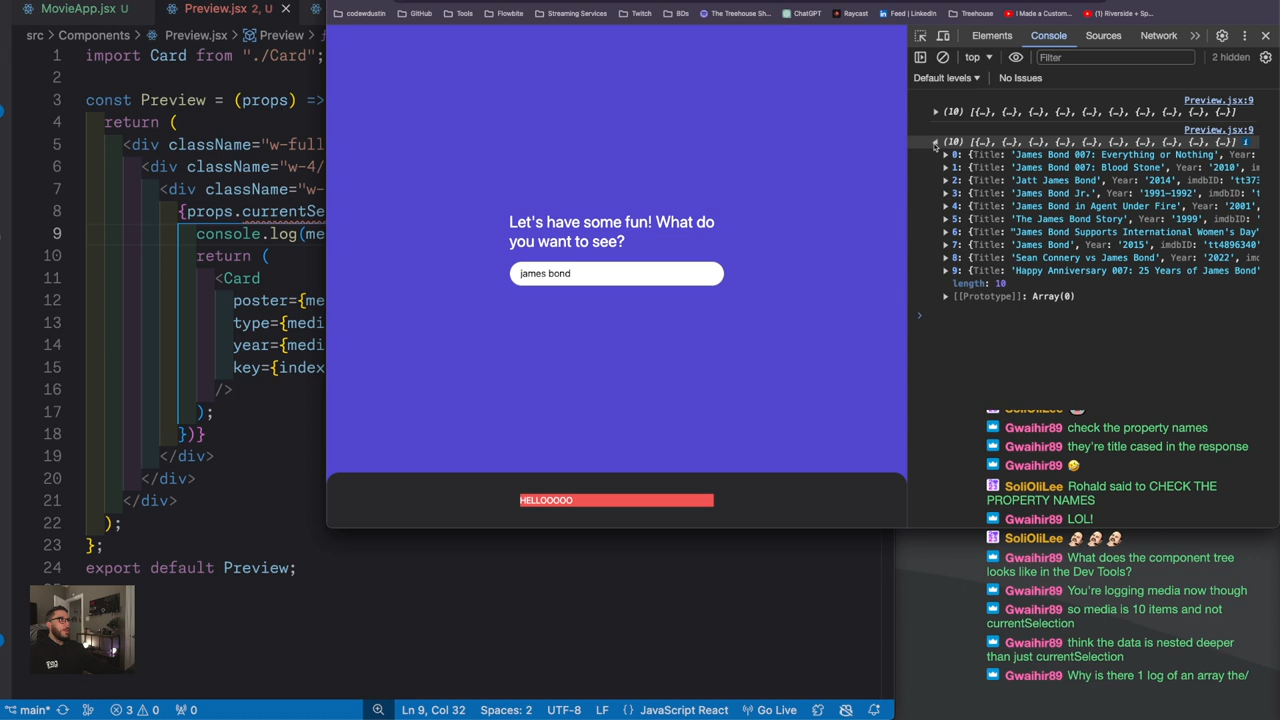 MovieApp.jsx U
Preview.jsx 2, U
src > Components > Preview.jsx > Preview >
1 import Card from "./Card";
2
3 const Preview = (props) =>
4 return (
5 <div className="w-full
6 <div className="w-4/
7 <div className="w-
8 {props.currentSe
9 console.log(me
10 return (
11 <Card
12 poster={me
13 type={medi
14 year={medi
15 key={index
16 />
17 );
18 })}
19 </div>
20 </div>
21 </div>
22 );
23 };
24 export default Preview;
main* 3 0 0
Ln 9, Col 32 Spaces: 2 UTF-8 LF {} JavaScript React Go Live
codewdustin GitHub Tools Flowbite Streaming Services Twitch BDs The Treehouse Sh... ChatGPT Raycast Feed | LinkedIn Treehouse I Made a Custom... (1) Riverside + Sp...
Let's have some fun! What do
you want to see?
james bond
HELLOOOOO
Elements Console Sources Network
top Filter 2 hidden
Default levels No Issues
Preview.jsx:9
(10) [{…}, {…}, {…}, {…}, {…}, {…}, {…}, {…}, {…}, {…}]
Preview.jsx:9
(10) [{…}, {…}, {…}, {…}, {…}, {…}, {…}, {…}, {…}, {…}] i
0: {Title: 'James Bond 007: Everything or Nothing', Year:
1: {Title: 'James Bond 007: Blood Stone', Year: '2010', im
2: {Title: 'Jatt James Bond', Year: '2014', imdbID: 'tt373
3: {Title: 'James Bond Jr.', Year: '1991–1992', imdbID: '
4: {Title: 'James Bond in Agent Under Fire', Year: '2001',
5: {Title: 'The James Bond Story', Year: '1999', imdbID: '
6: {Title: "James Bond Supports International Women's Day"
7: {Title: 'James Bond', Year: '2015', imdbID: 'tt4896340'
8: {Title: 'Sean Connery vs James Bond', Year: '2022', imd
9: {Title: 'Happy Anniversary 007: 25 Years of James Bond'
length: 10
[[Prototype]]: Array(0)
SoliOliLee
Gwaihir89 check the property names
Gwaihir89 they're title cased in the response
Gwaihir89 🤣
SoliOliLee Rohald said to CHECK THE
PROPERTY NAMES
Gwaihir89 LOL!
SoliOliLee
Gwaihir89 What does the component tree
looks like in the Dev Tools?
Gwaihir89 You're logging media now though
Gwaihir89 so media is 10 items and not
currentSelection
Gwaihir89 think the data is nested deeper
than just currentSelection
Gwaihir89 Why is there 1 log of an array the/